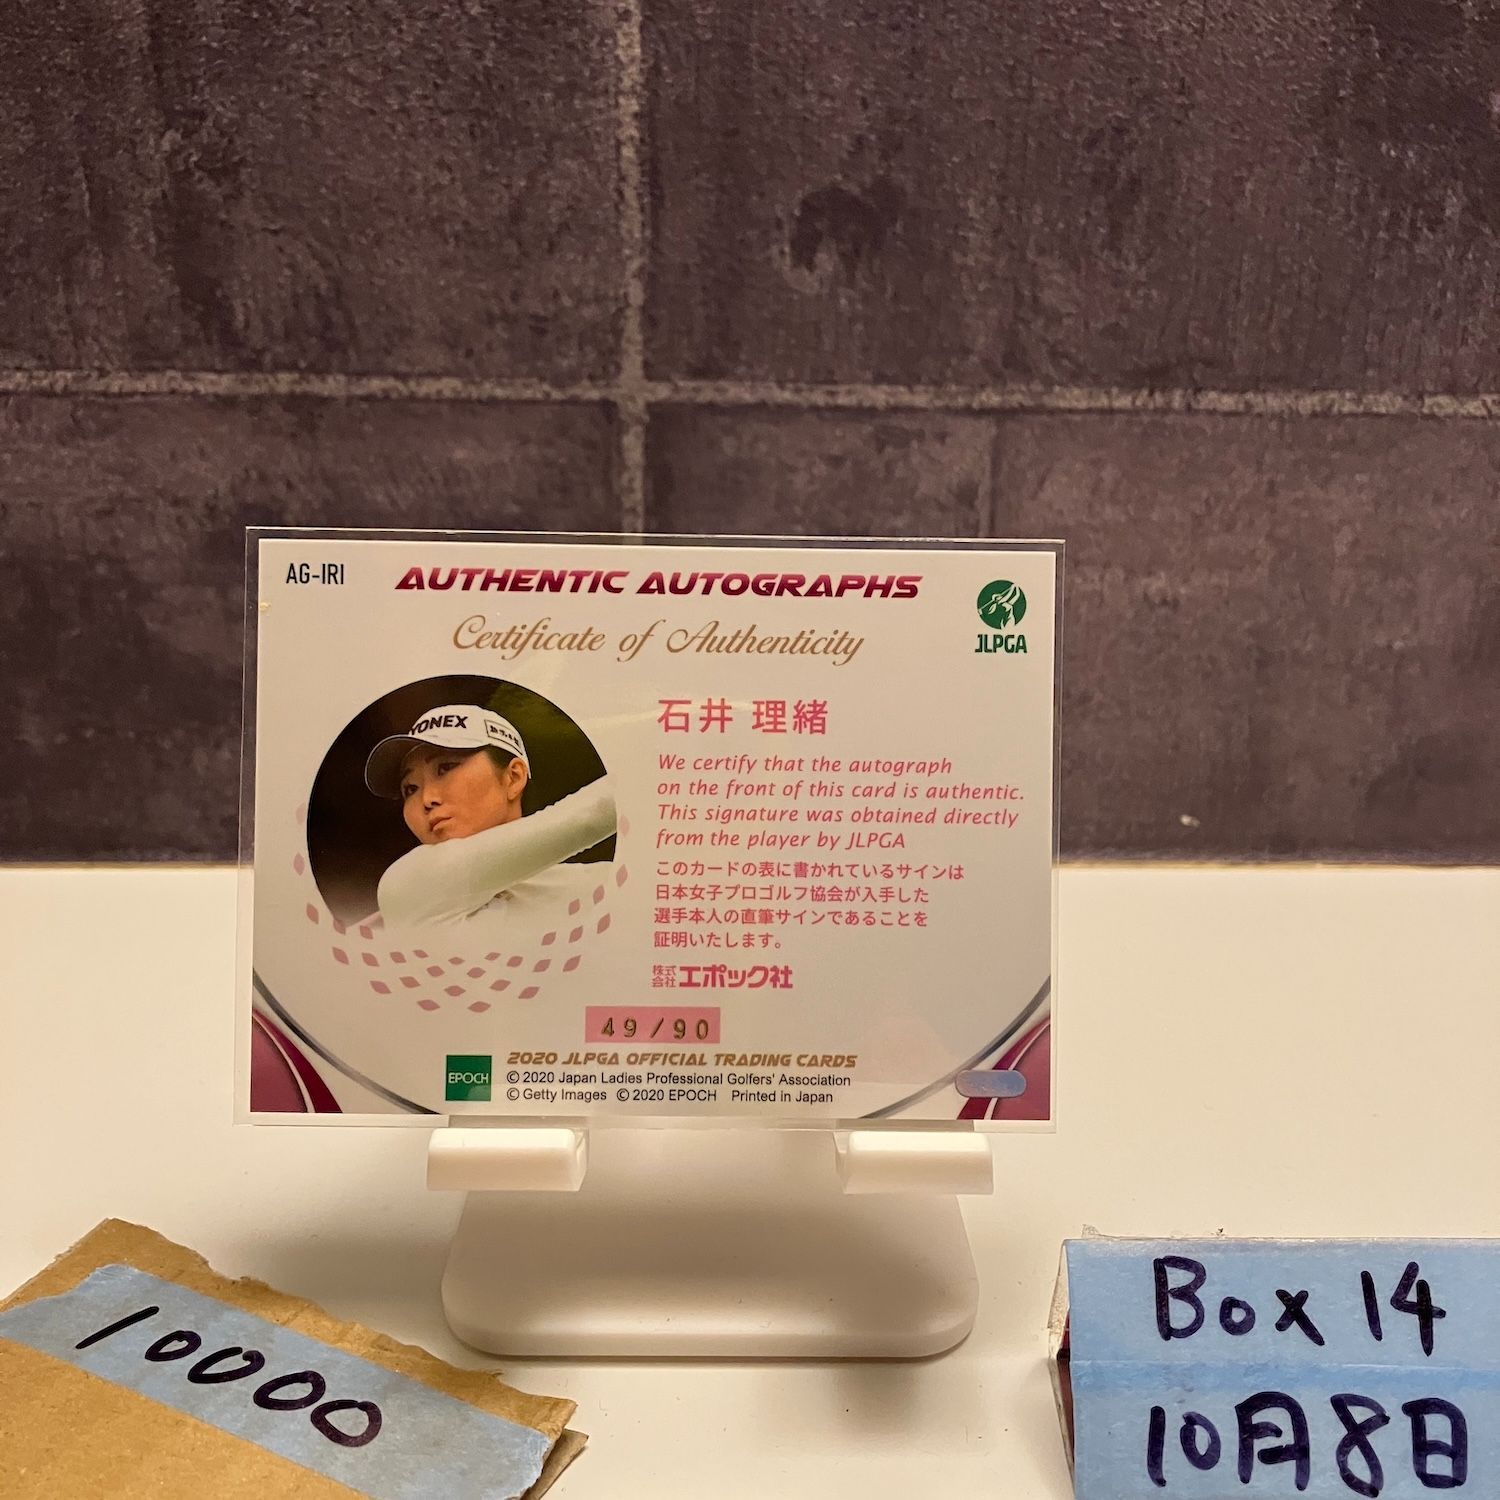 AG-IRI
AUTHENTIC AUTOGRAPHS
Certificate of Authenticity
JLPGA
YONEX
石井 理緒
We certify that the autograph
on the front of this card is authentic.
This signature was obtained directly
from the player by JLPGA
このカードの表に書かれているサインは
日本女子プロゴルフ協会が入手した
選手本人の直筆サインであることを
証明いたします。
株式会社エポック社
49/90
EPOCH
2020 JLPGA OFFICIAL TRADING CARDS
© 2020 Japan Ladies Professional Golfers' Association
© Getty Images © 2020 EPOCH Printed in Japan
10000
Box 14
10月8日